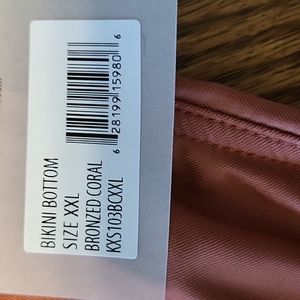 BIKINI BOTTOM
SIZE XXL
BRONZED CORAL
KXS103BCXXL
6 28199 15980 6